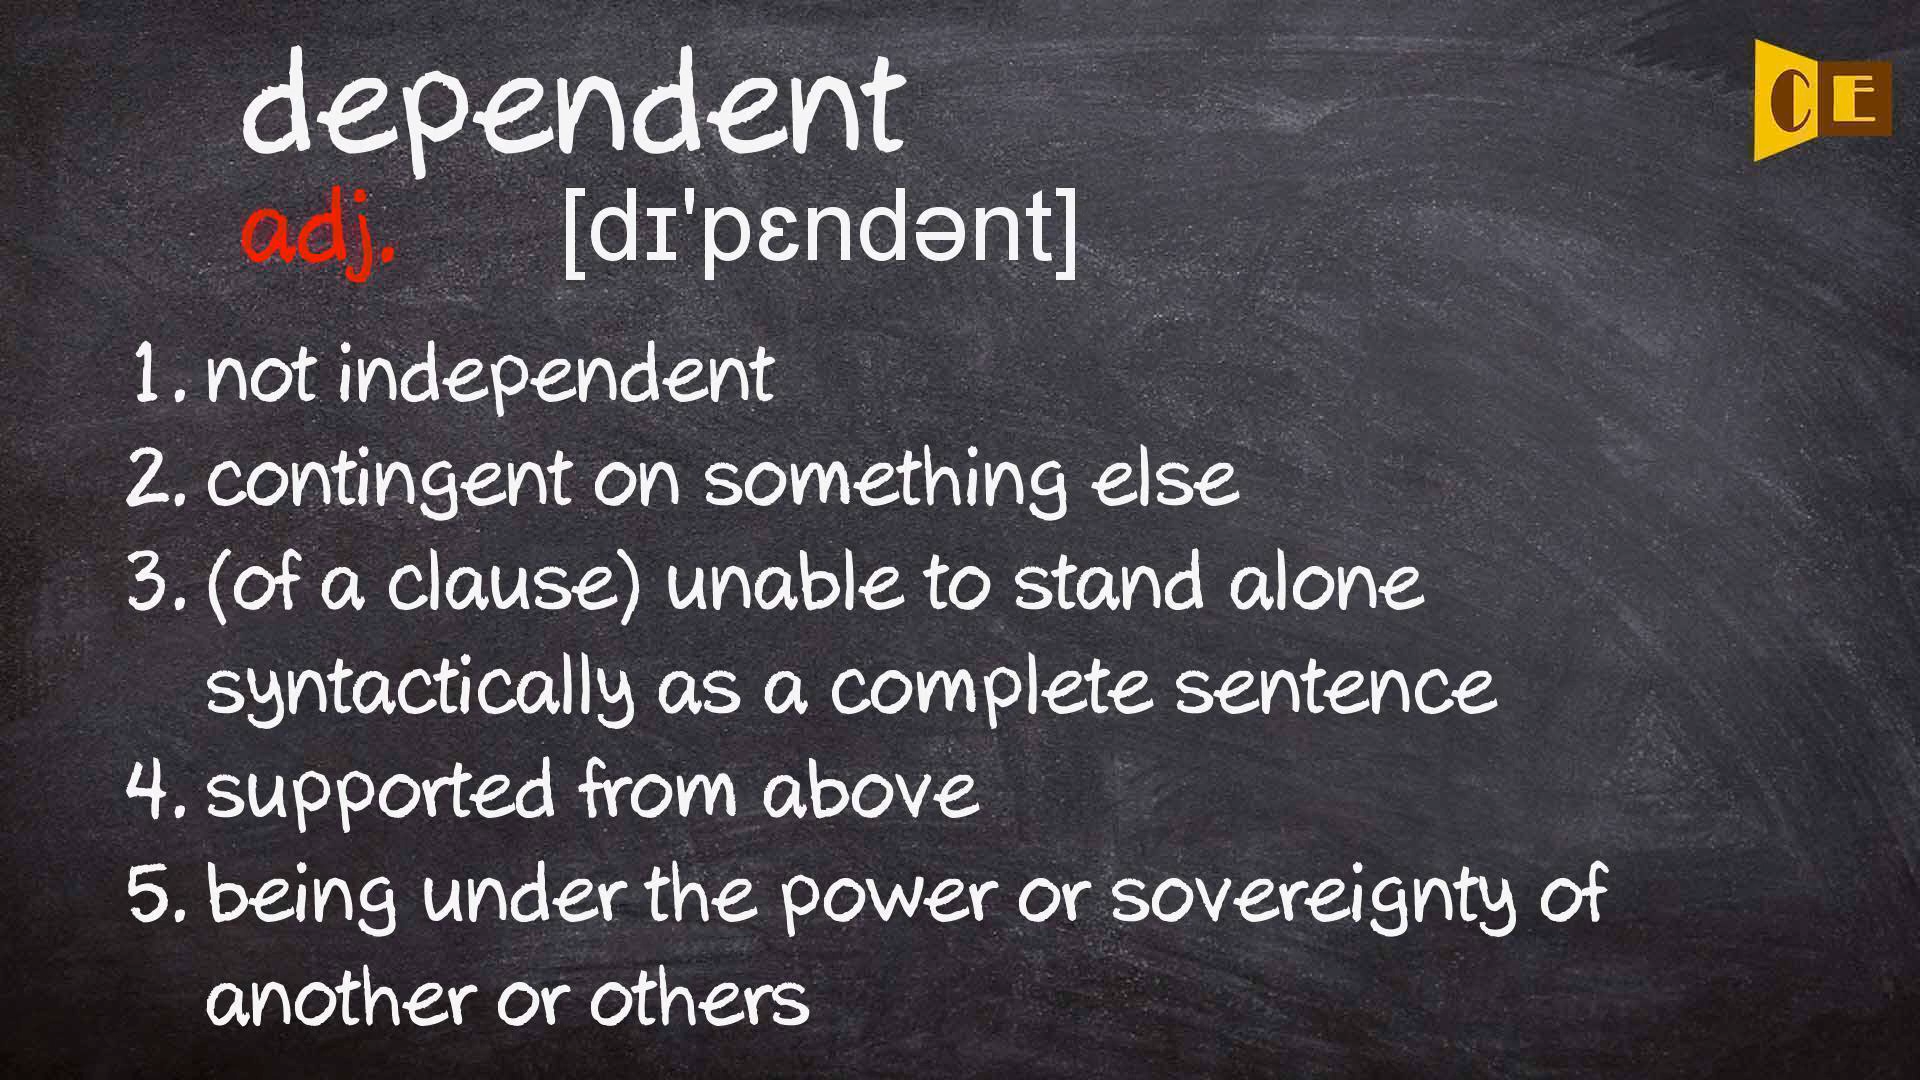 dependent
CE
adj. [dɪ'pɛndənt]
1. not independent
2. contingent on something else
3. (of a clause) unable to stand alone
syntactically as a complete sentence
4. supported from above
5. being under the power or sovereignty of
another or others